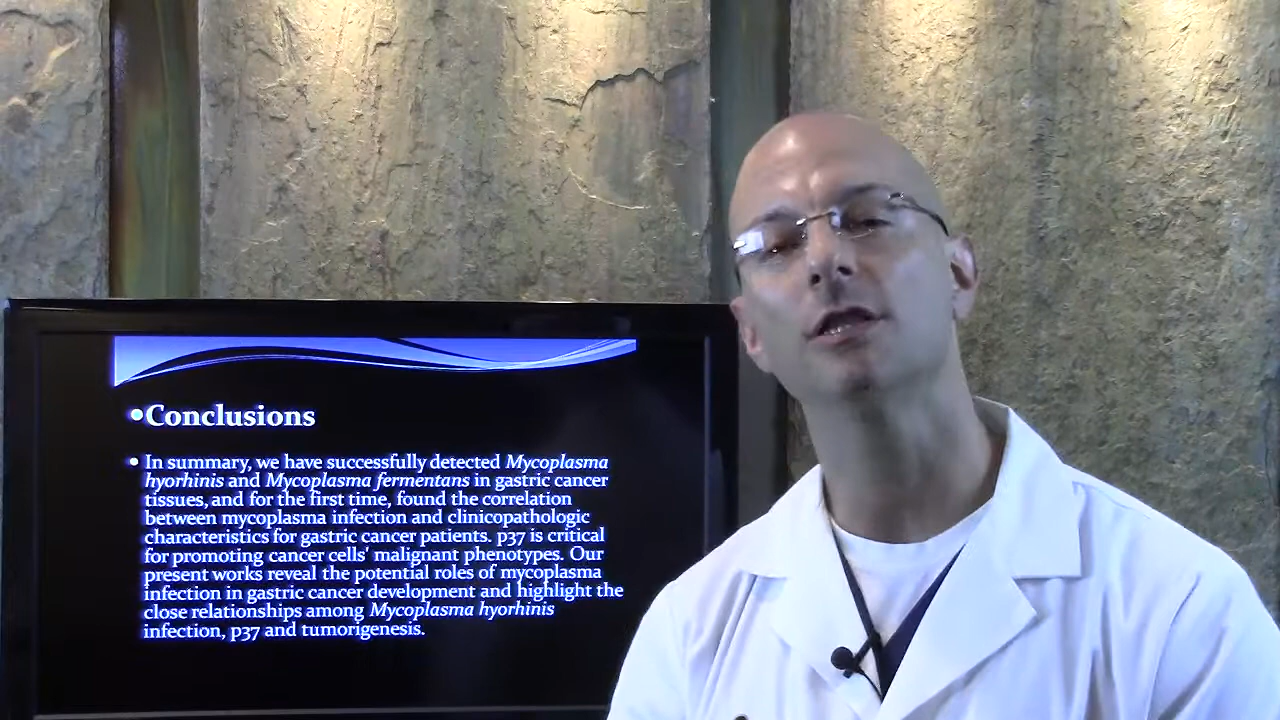 •Conclusions
• In summary, we have successfully detected Mycoplasma
hyorhinis and Mycoplasma fermentans in gastric cancer
tissues, and for the first time, found the correlation
between mycoplasma infection and clinicopathologic
characteristics for gastric cancer patients. p37 is critical
for promoting cancer cells' malignant phenotypes. Our
present works reveal the potential roles of mycoplasma
infection in gastric cancer development and highlight the
close relationships among Mycoplasma hyorhinis
infection, p37 and tumorigenesis.